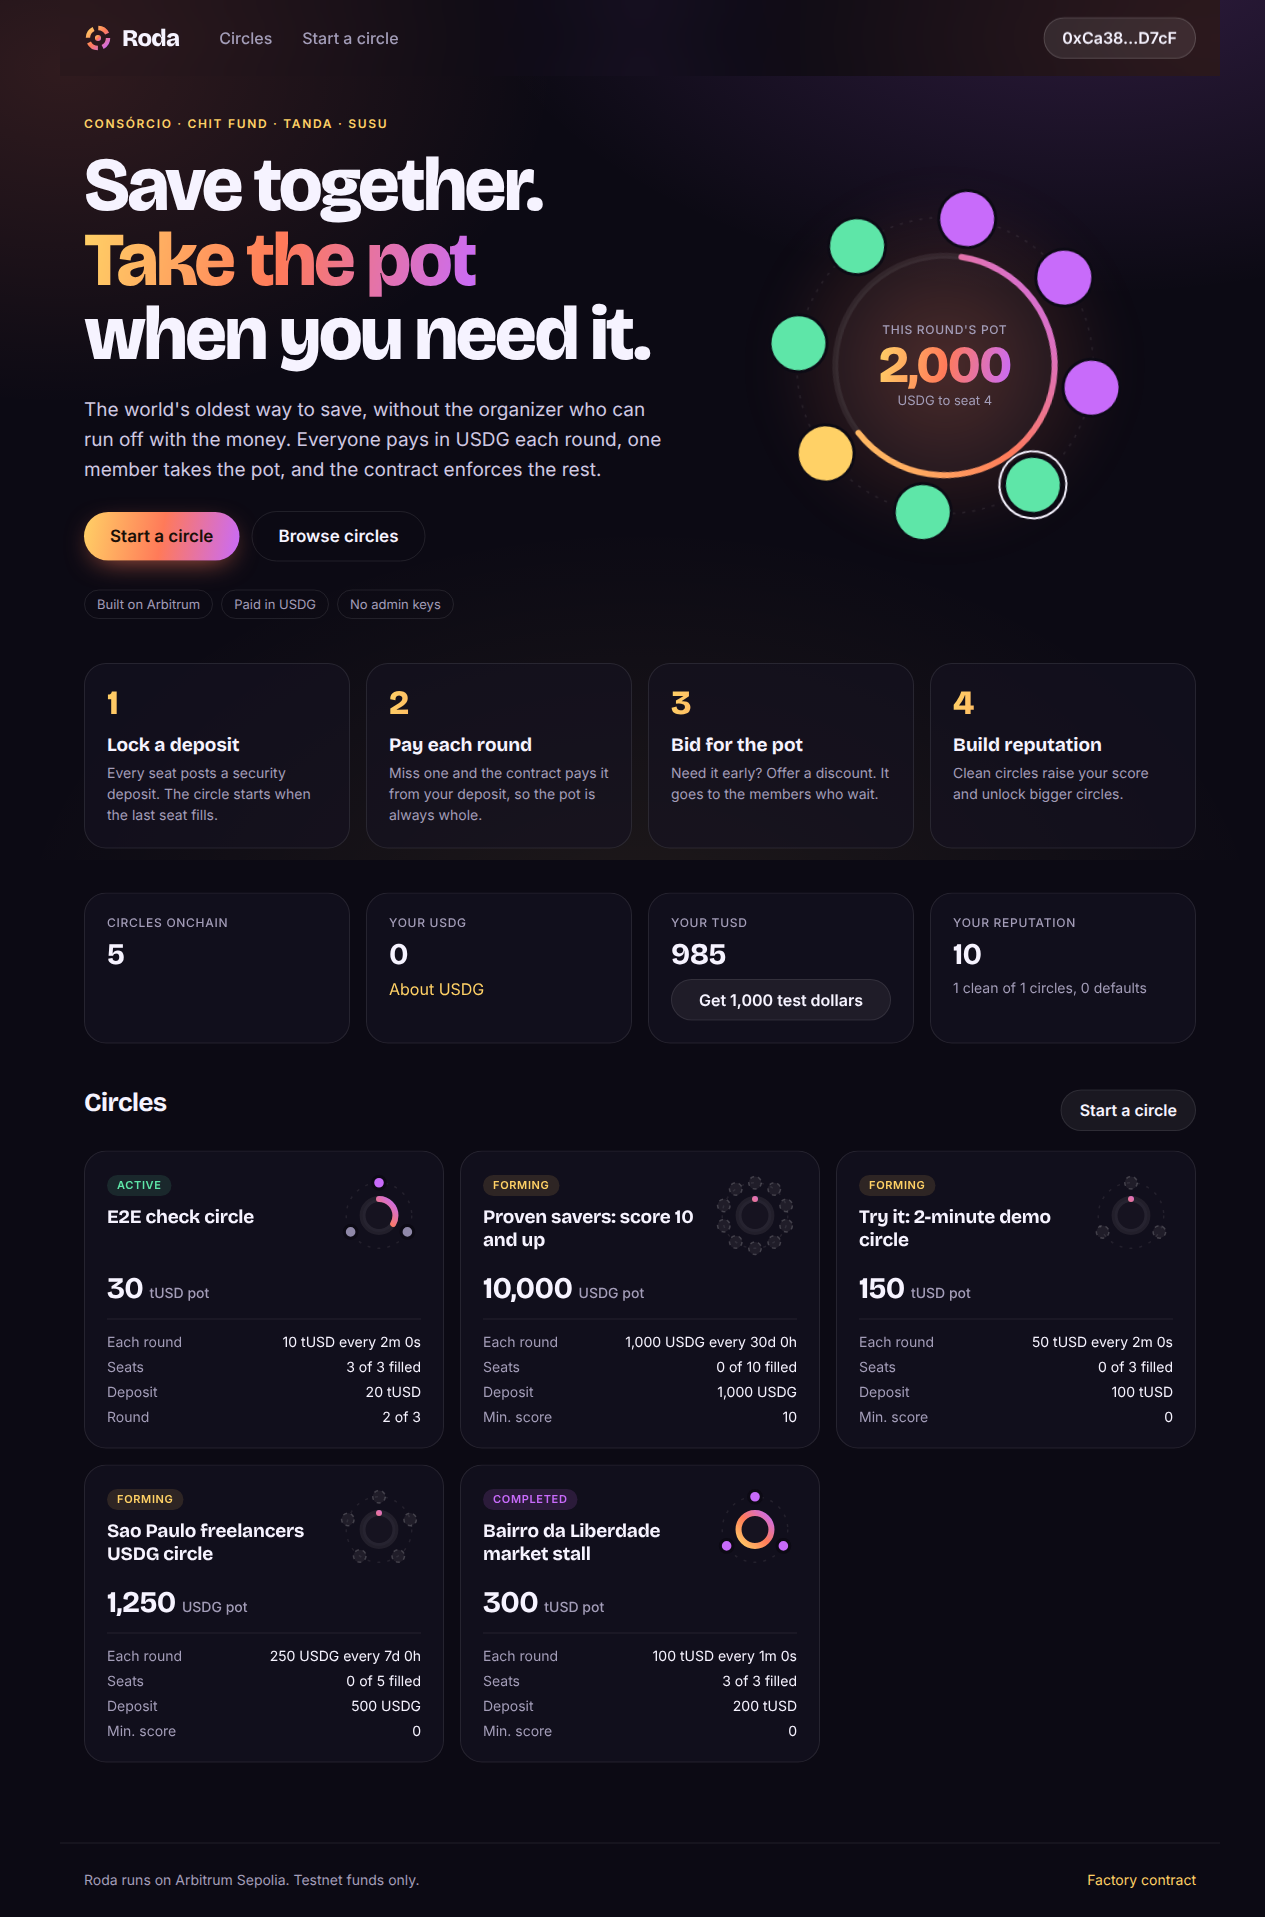 Roda
Circles
Start a circle
0xCa38...D7cF
CONSÓRCIO · CHIT FUND · TANDA · SUSU
Save together.
Take the pot
when you need it.
The world's oldest way to save, without the organizer who can
run off with the money. Everyone pays in USDG each round, one
member takes the pot, and the contract enforces the rest.
Start a circle
Browse circles
Built on Arbitrum
Paid in USDG
No admin keys
THIS ROUND'S POT
2,000
USDG to seat 4
1
Lock a deposit
Every seat posts a security
deposit. The circle starts when
the last seat fills.
2
Pay each round
Miss one and the contract pays it
from your deposit, so the pot is
always whole.
3
Bid for the pot
Need it early? Offer a discount. It
goes to the members who wait.
4
Build reputation
Clean circles raise your score
and unlock bigger circles.
CIRCLES ONCHAIN
5
YOUR USDG
0
About USDG
YOUR TUSD
985
Get 1,000 test dollars
YOUR REPUTATION
10
1 clean of 1 circles, 0 defaults
Circles
Start a circle
ACTIVE
E2E check circle
30 tUSD pot
Each round 10 tUSD every 2m 0s
Seats 3 of 3 filled
Deposit 20 tUSD
Round 2 of 3
FORMING
Proven savers: score 10
and up
10,000 USDG pot
Each round 1,000 USDG every 30d 0h
Seats 0 of 10 filled
Deposit 1,000 USDG
Min. score 10
FORMING
Try it: 2-minute demo
circle
150 tUSD pot
Each round 50 tUSD every 2m 0s
Seats 0 of 3 filled
Deposit 100 tUSD
Min. score 0
FORMING
Sao Paulo freelancers
USDG circle
1,250 USDG pot
Each round 250 USDG every 7d 0h
Seats 0 of 5 filled
Deposit 500 USDG
Min. score 0
COMPLETED
Bairro da Liberdade
market stall
300 tUSD pot
Each round 100 tUSD every 1m 0s
Seats 3 of 3 filled
Deposit 200 tUSD
Min. score 0
Roda runs on Arbitrum Sepolia. Testnet funds only.
Factory contract